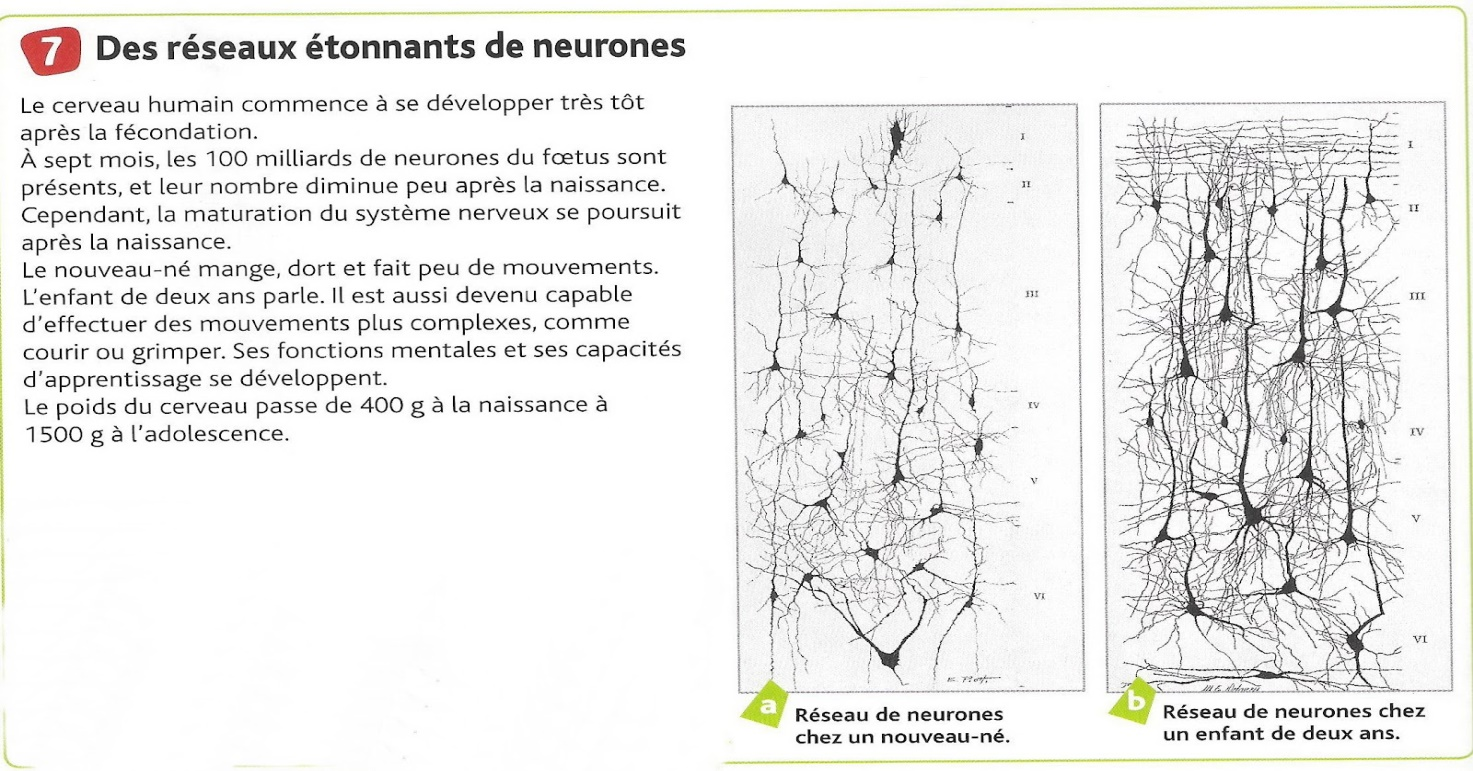 7 Des réseaux étonnants de neurones
Le cerveau humain commence à se développer très tôt
après la fécondation.
À sept mois, les 100 milliards de neurones du fœtus sont
présents, et leur nombre diminue peu après la naissance.
Cependant, la maturation du système nerveux se poursuit
après la naissance.
Le nouveau-né mange, dort et fait peu de mouvements.
L'enfant de deux ans parle. Il est aussi devenu capable
d'effectuer des mouvements plus complexes, comme
courir ou grimper. Ses fonctions mentales et ses capacités
d'apprentissage se développent.
Le poids du cerveau passe de 400 g à la naissance à
1500 g à l'adolescence.
I
II
III
IV
V
VI
a
Réseau de neurones
chez un nouveau-né.
I
II
III
IV
V
VI
b
Réseau de neurones chez
un enfant de deux ans.